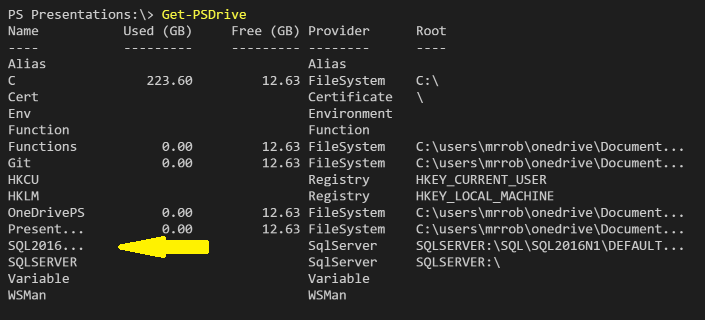 PS Presentations:\> Get-PSDrive
Name Used (GB) Free (GB) Provider Root
---- --------- --------- -------- ----
Alias Alias
C 223.60 12.63 FileSystem C:\
Cert Certificate \
Env Environment
Function Function
Functions 0.00 12.63 FileSystem C:\users\mrrob\onedrive\Document...
Git 0.00 12.63 FileSystem C:\users\mrrob\onedrive\Document...
HKCU Registry HKEY_CURRENT_USER
HKLM Registry HKEY_LOCAL_MACHINE
OneDrivePS 0.00 12.63 FileSystem C:\users\mrrob\onedrive\Document...
Present... 0.00 12.63 FileSystem C:\users\mrrob\onedrive\Document...
SQL2016... SqlServer SQLSERVER:\SQL\SQL2016N1\DEFAULT...
SQLSERVER SqlServer SQLSERVER:\
Variable Variable
WSMan WSMan